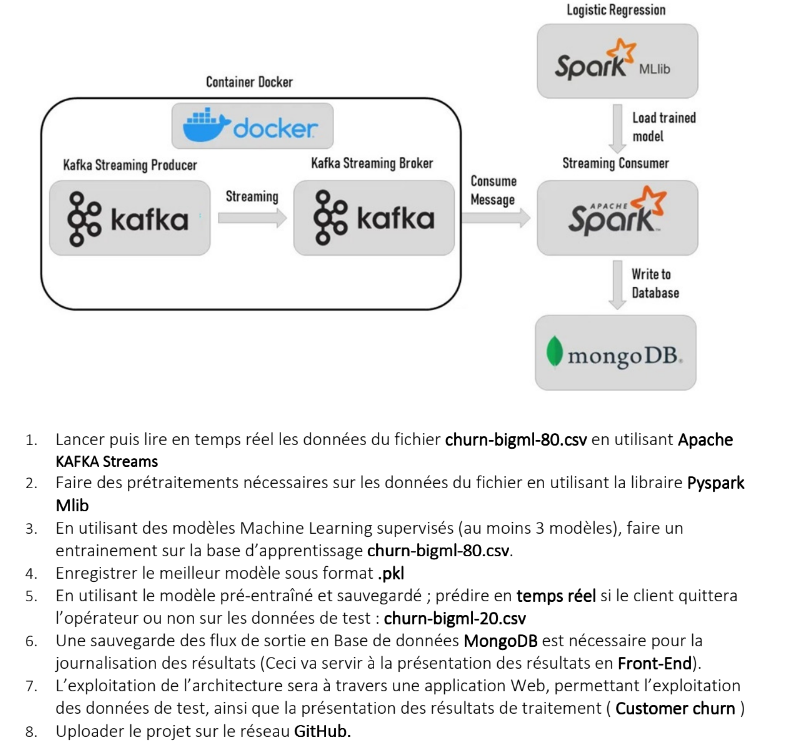 Logistic Regression
Spark MLlib
Container Docker
docker
Load trained
model
Kafka Streaming Producer
Kafka Streaming Broker
Streaming Consumer
kafka
Streaming
kafka
Consume
Message
APACHE
Spark™
Write to
Database
mongoDB®
1. Lancer puis lire en temps réel les données du fichier churn-bigml-80.csv en utilisant Apache
KAFKA Streams
2. Faire des prétraitements nécessaires sur les données du fichier en utilisant la libraire Pyspark
Mlib
3. En utilisant des modèles Machine Learning supervisés (au moins 3 modèles), faire un
entrainement sur la base d’apprentissage churn-bigml-80.csv.
4. Enregistrer le meilleur modèle sous format .pkl
5. En utilisant le modèle pré-entraîné et sauvegardé ; prédire en temps réel si le client quittera
l’opérateur ou non sur les données de test : churn-bigml-20.csv
6. Une sauvegarde des flux de sortie en Base de données MongoDB est nécessaire pour la
journalisation des résultats (Ceci va servir à la présentation des résultats en Front-End).
7. L’exploitation de l’architecture sera à travers une application Web, permettant l’exploitation
des données de test, ainsi que la présentation des résultats de traitement ( Customer churn )
8. Uploader le projet sur le réseau GitHub.